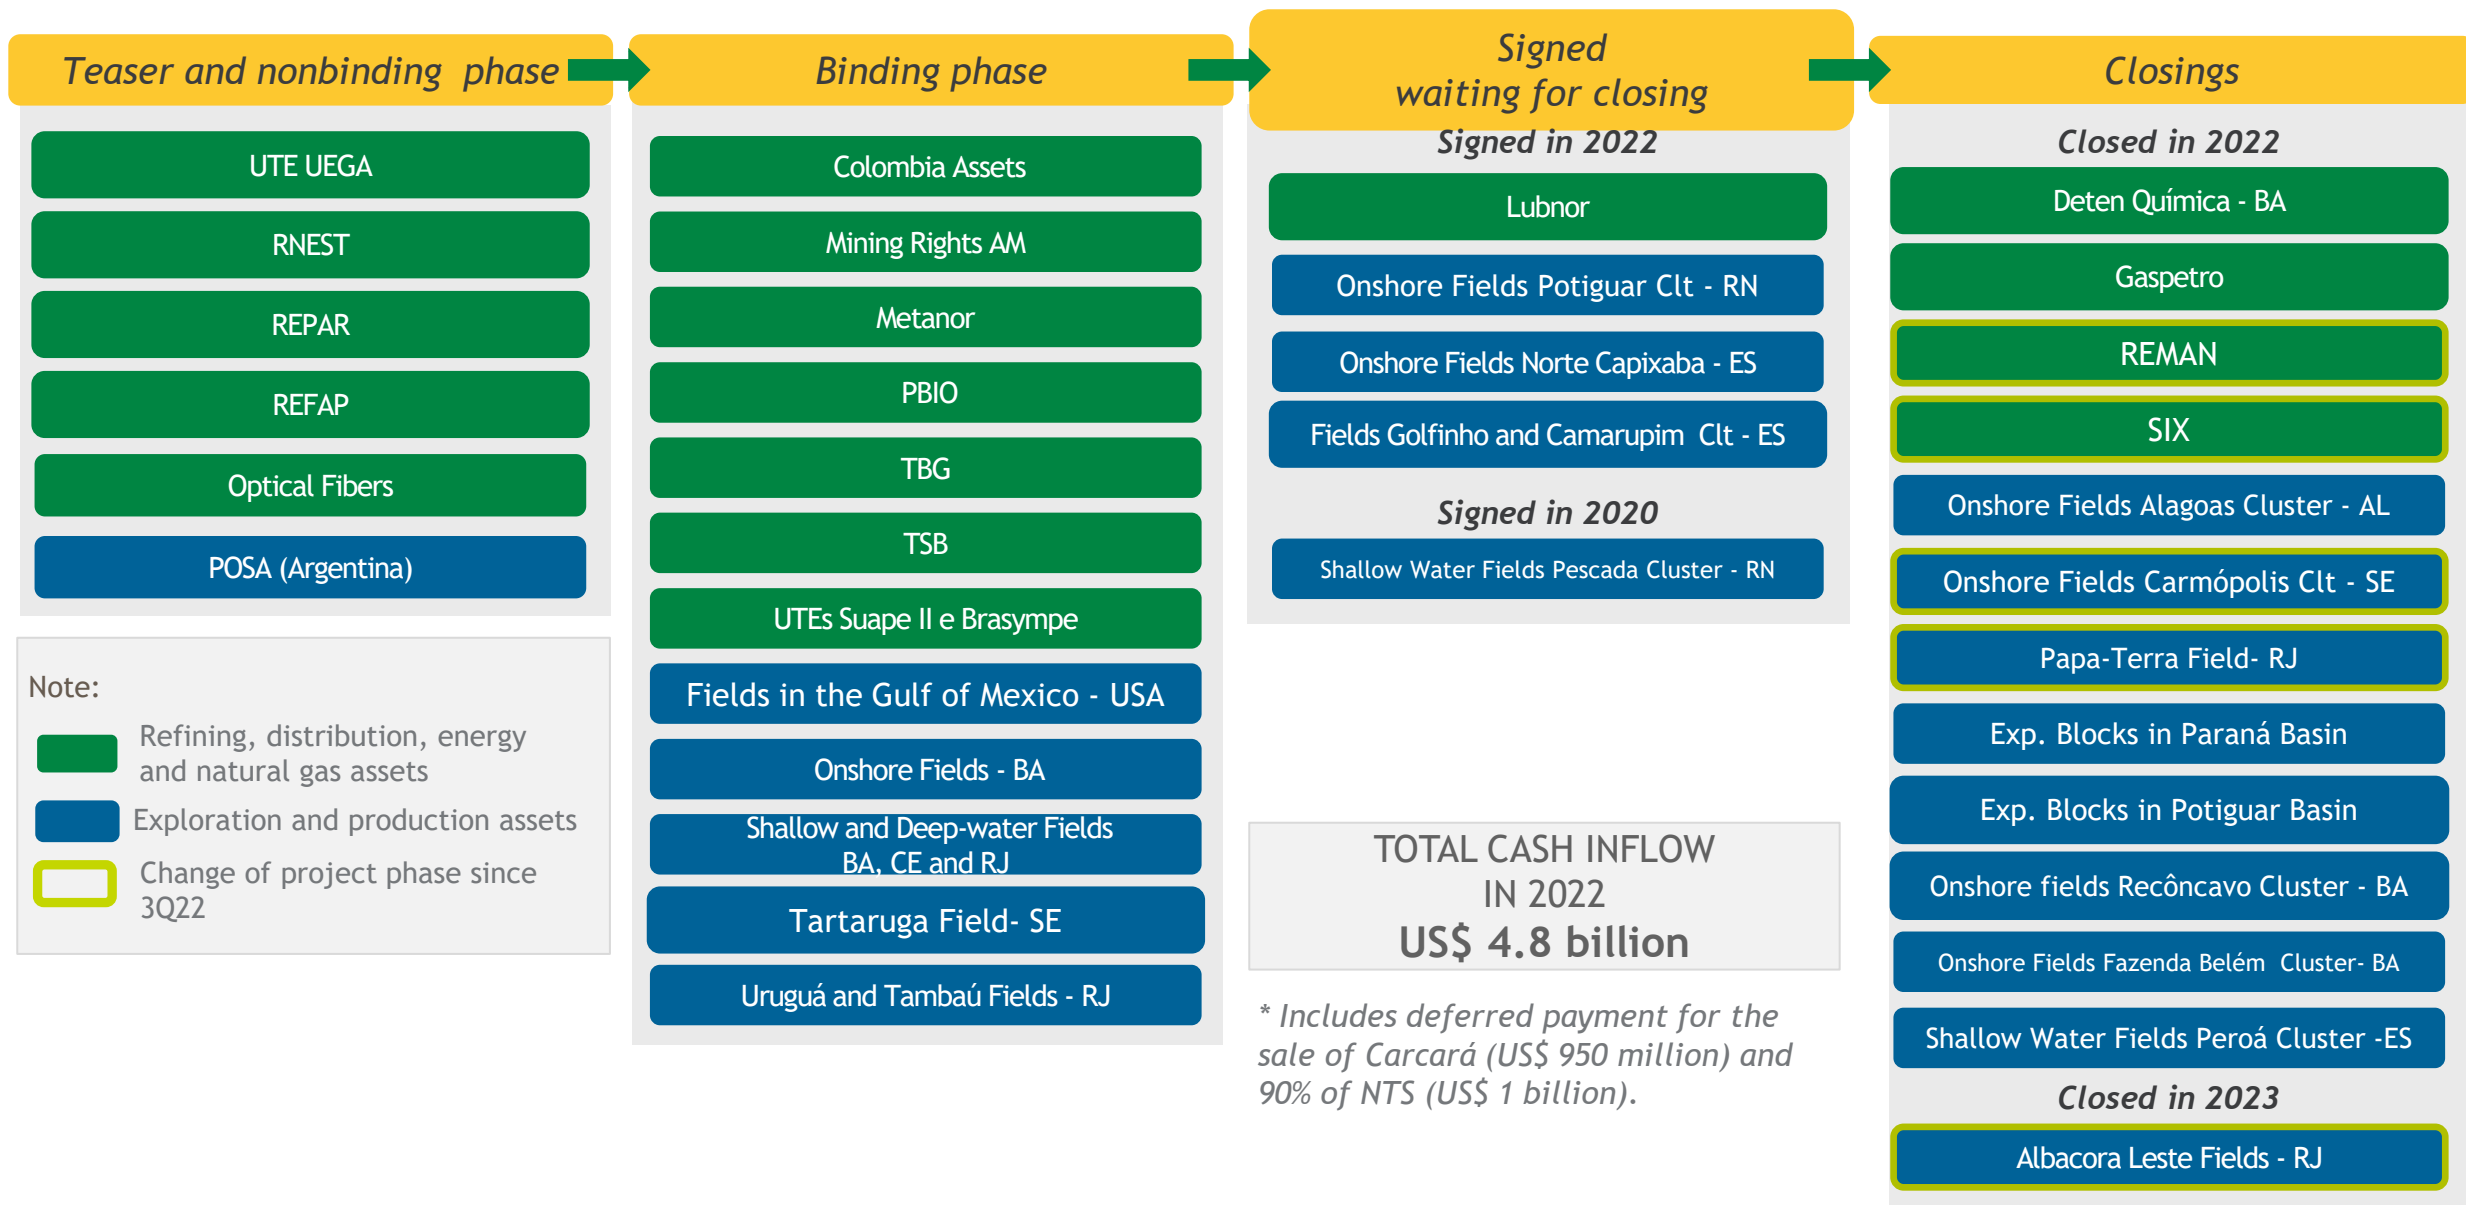 Teaser and nonbinding phase
UTE UEGA
RNEST
REPAR
REFAP
Optical Fibers
POSA (Argentina)
Note:
Refining, distribution, energy
and natural gas assets
Exploration and production assets
Change of project phase since
3Q22
Binding phase
Colombia Assets
Mining Rights AM
Metanor
PBIO
TBG
TSB
UTEs Suape II e Brasympe
Fields in the Gulf of Mexico - USA
Onshore Fields - BA
Shallow and Deep-water Fields
BA, CE and RJ
Tartaruga Field- SE
Uruguá and Tambaú Fields - RJ
Signed
waiting for closing
Signed in 2022
Lubnor
Onshore Fields Potiguar Clt - RN
Onshore Fields Norte Capixaba - ES
Fields Golfinho and Camarupim Clt - ES
Signed in 2020
Shallow Water Fields Pescada Cluster - RN
TOTAL CASH INFLOW
IN 2022
US$ 4.8 billion
* Includes deferred payment for the
sale of Carcará (US$ 950 million) and
90% of NTS (US$ 1 billion).
Closings
Closed in 2022
Deten Química - BA
Gaspetro
REMAN
SIX
Onshore Fields Alagoas Cluster - AL
Onshore Fields Carmópolis Clt - SE
Papa-Terra Field- RJ
Exp. Blocks in Paraná Basin
Exp. Blocks in Potiguar Basin
Onshore fields Recôncavo Cluster - BA
Onshore Fields Fazenda Belém Cluster- BA
Shallow Water Fields Peroá Cluster -ES
Closed in 2023
Albacora Leste Fields - RJ